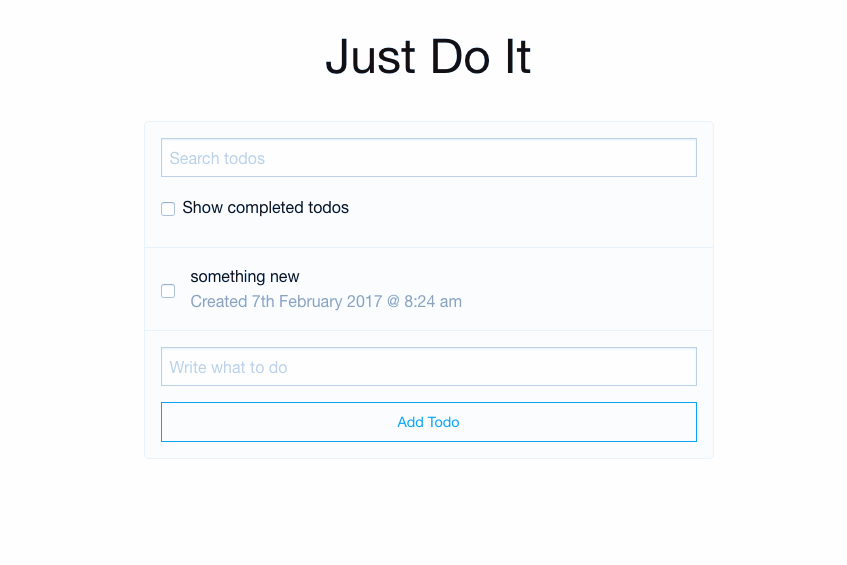 Just Do It
Search todos
Show completed todos
something new
Created 7th February 2017 @ 8:24 am
Write what to do
Add Todo